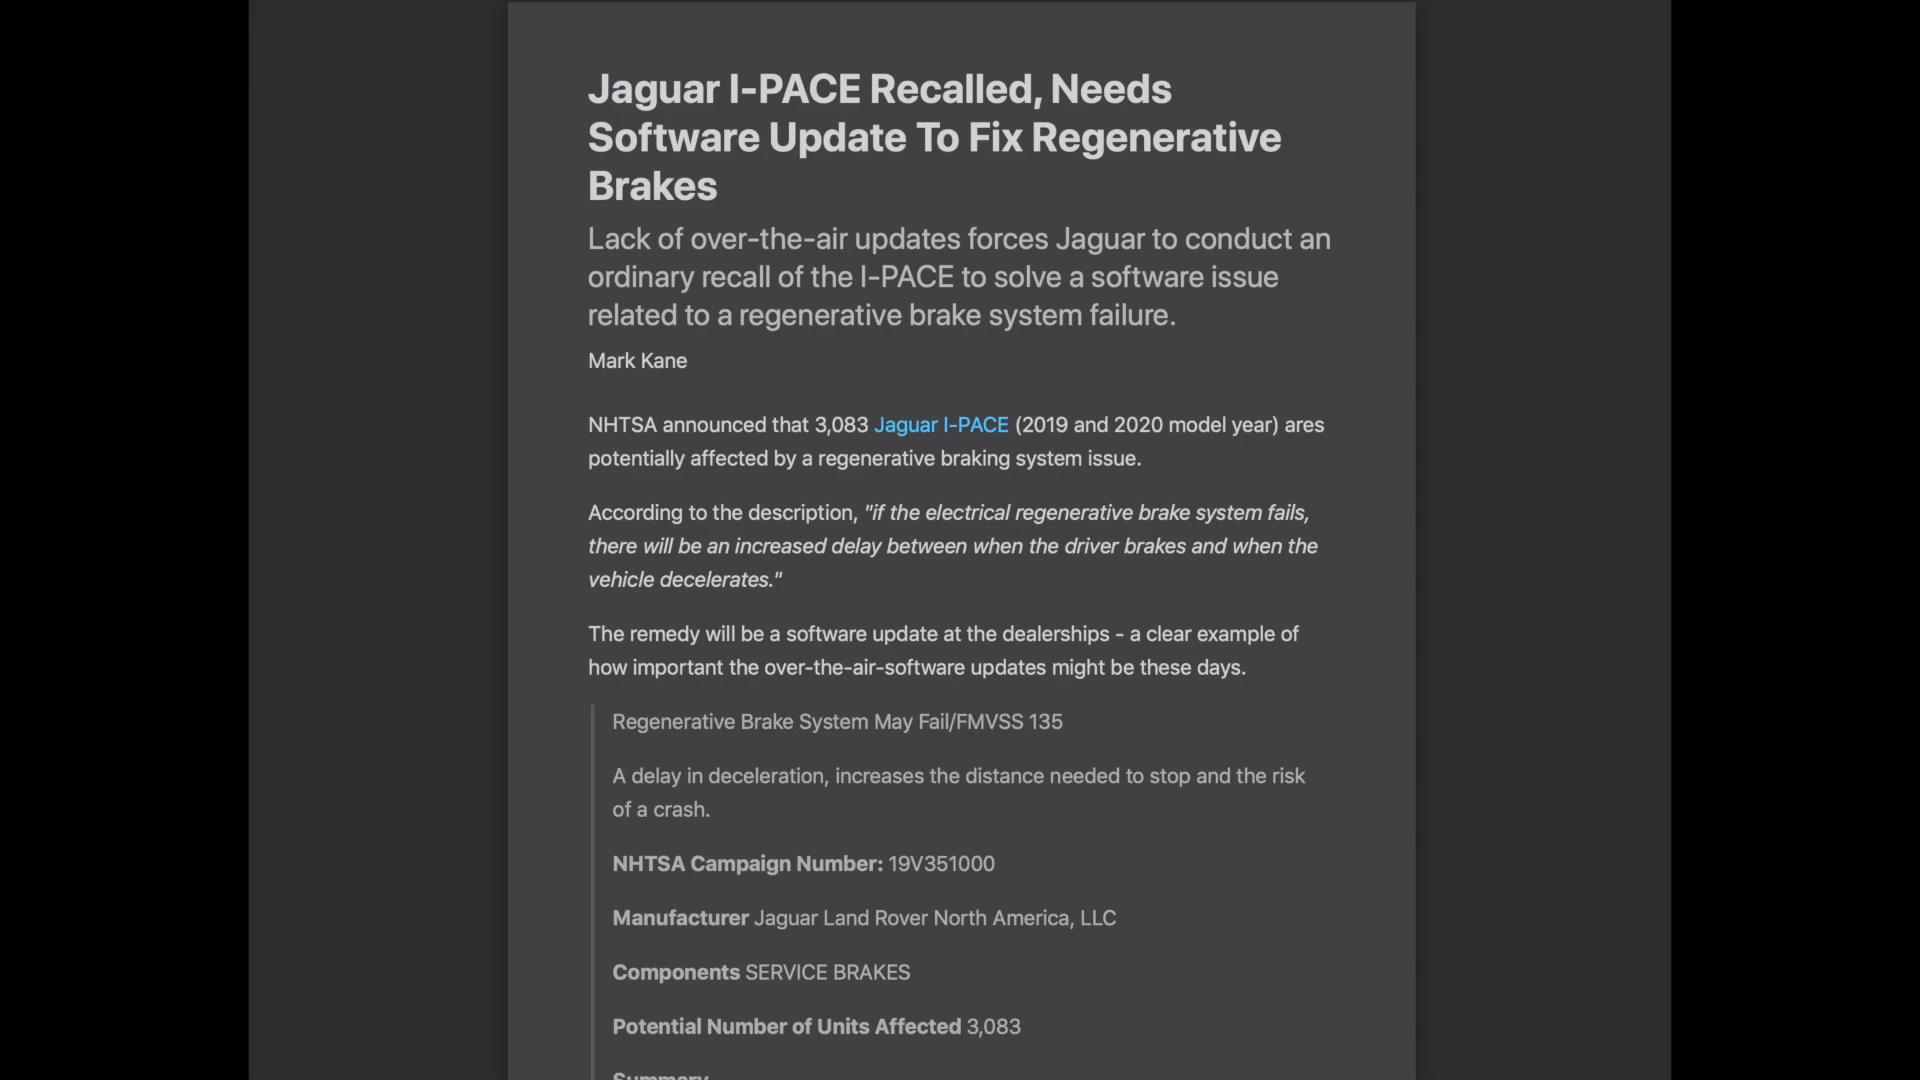 Jaguar I-PACE Recalled, Needs
Software Update To Fix Regenerative
Brakes
Lack of over-the-air updates forces Jaguar to conduct an
ordinary recall of the I-PACE to solve a software issue
related to a regenerative brake system failure.
Mark Kane
NHTSA announced that 3,083 Jaguar I-PACE (2019 and 2020 model year) ares
potentially affected by a regenerative braking system issue.
According to the description, "if the electrical regenerative brake system fails,
there will be an increased delay between when the driver brakes and when the
vehicle decelerates."
The remedy will be a software update at the dealerships - a clear example of
how important the over-the-air-software updates might be these days.
Regenerative Brake System May Fail/FMVSS 135
A delay in deceleration, increases the distance needed to stop and the risk
of a crash.
NHTSA Campaign Number: 19V351000
Manufacturer Jaguar Land Rover North America, LLC
Components SERVICE BRAKES
Potential Number of Units Affected 3,083
Summary